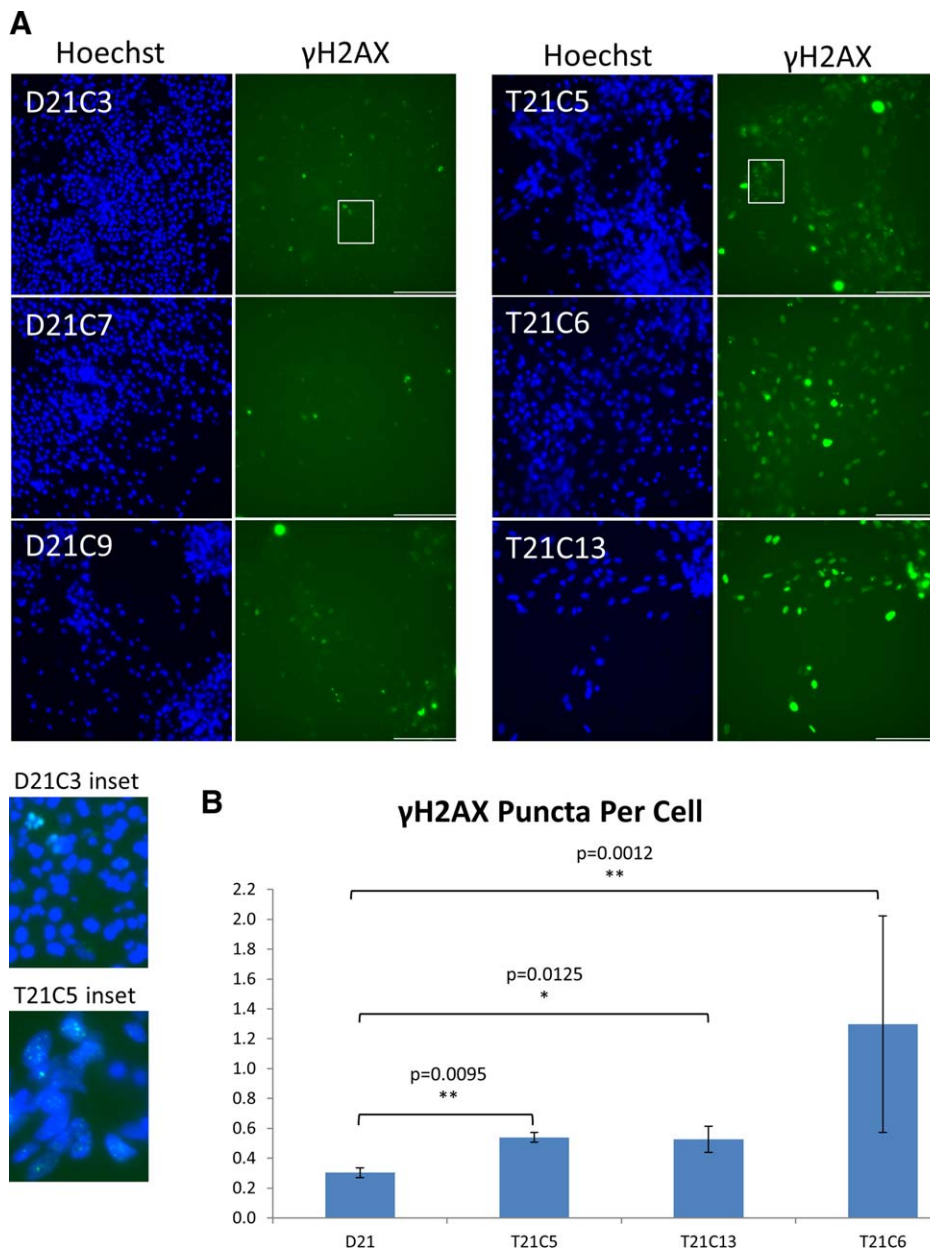 A
Hoechst γH2AX Hoechst γH2AX
D21C3 T21C5
D21C7 T21C6
D21C9 T21C13
D21C3 inset
T21C5 inset
B
γH2AX Puncta Per Cell
p=0.0012
**
p=0.0125
*
p=0.0095
**
2.2
2.0
1.8
1.6
1.4
1.2
1.0
0.8
0.6
0.4
0.2
0.0
D21 T21C5 T21C13 T21C6